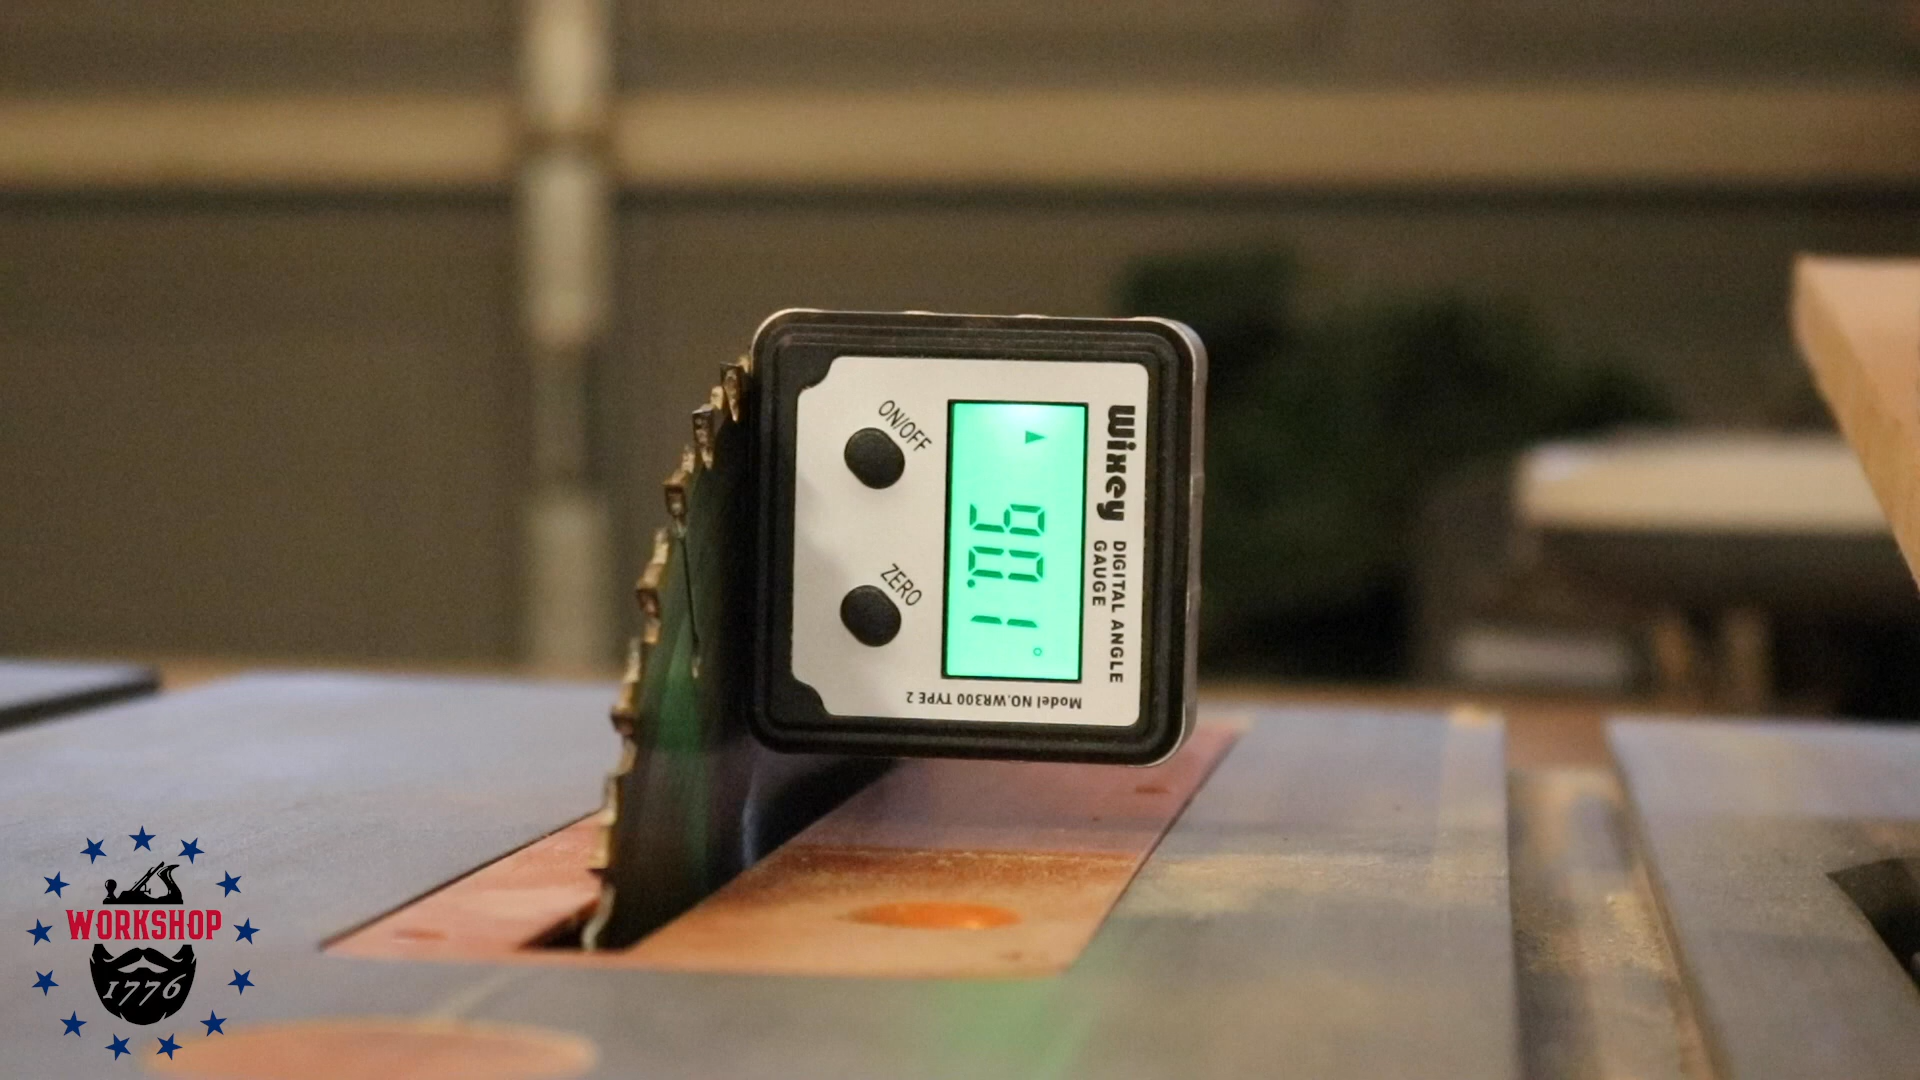 ON/OFF
ZERO
90.1°
Wixey DIGITAL ANGLE
GAUGE
Model NO.WR300 TYPE 2
WORKSHOP
1776